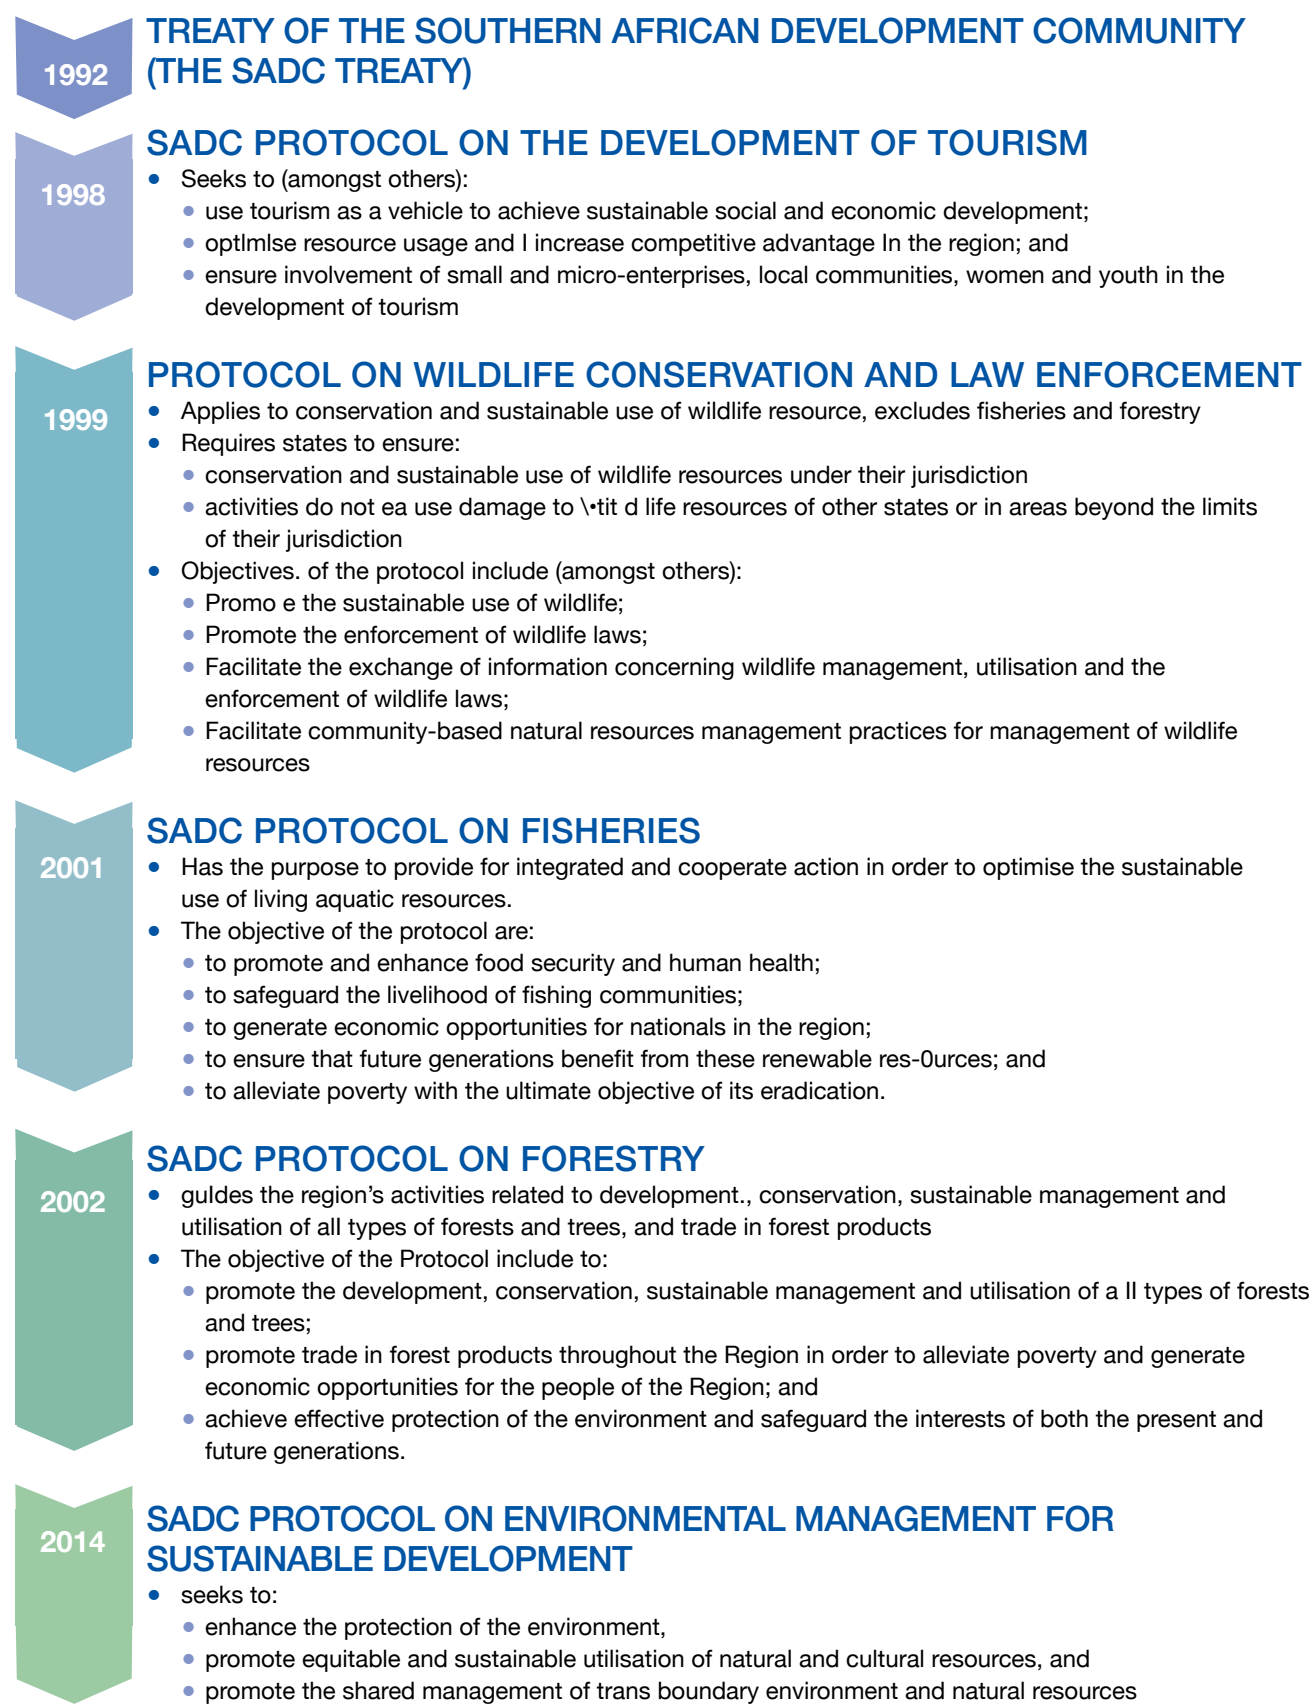 1992
TREATY OF THE SOUTHERN AFRICAN DEVELOPMENT COMMUNITY
(THE SADC TREATY)
1998
SADC PROTOCOL ON THE DEVELOPMENT OF TOURISM
• Seeks to (amongst others):
• use tourism as a vehicle to achieve sustainable social and economic development;
• optlmlse resource usage and I increase competitive advantage In the region; and
• ensure involvement of small and micro-enterprises, local communities, women and youth in the
development of tourism
1999
PROTOCOL ON WILDLIFE CONSERVATION AND LAW ENFORCEMENT
• Applies to conservation and sustainable use of wildlife resource, excludes fisheries and forestry
• Requires states to ensure:
• conservation and sustainable use of wildlife resources under their jurisdiction
• activities do not ea use damage to \•tit d life resources of other states or in areas beyond the limits
of their jurisdiction
• Objectives. of the protocol include (amongst others):
• Promo e the sustainable use of wildlife;
• Promote the enforcement of wildlife laws;
• Facilitate the exchange of information concerning wildlife management, utilisation and the
enforcement of wildlife laws;
• Facilitate community-based natural resources management practices for management of wildlife
resources
2001
SADC PROTOCOL ON FISHERIES
• Has the purpose to provide for integrated and cooperate action in order to optimise the sustainable
use of living aquatic resources.
• The objective of the protocol are:
• to promote and enhance food security and human health;
• to safeguard the livelihood of fishing communities;
• to generate economic opportunities for nationals in the region;
• to ensure that future generations benefit from these renewable res-0urces; and
• to alleviate poverty with the ultimate objective of its eradication.
2002
SADC PROTOCOL ON FORESTRY
• guldes the region's activities related to development., conservation, sustainable management and
utilisation of all types of forests and trees, and trade in forest products
• The objective of the Protocol include to:
• promote the development, conservation, sustainable management and utilisation of a II types of forests
and trees;
• promote trade in forest products throughout the Region in order to alleviate poverty and generate
economic opportunities for the people of the Region; and
• achieve effective protection of the environment and safeguard the interests of both the present and
future generations.
2014
SADC PROTOCOL ON ENVIRONMENTAL MANAGEMENT FOR
SUSTAINABLE DEVELOPMENT
• seeks to:
• enhance the protection of the environment,
• promote equitable and sustainable utilisation of natural and cultural resources, and
• promote the shared management of trans boundary environment and natural resources